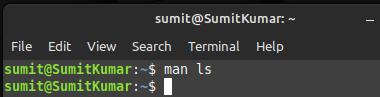 sumit@SumitKumar: ~
File Edit View Search Terminal Help
sumit@SumitKumar:~$ man ls
sumit@SumitKumar:~$